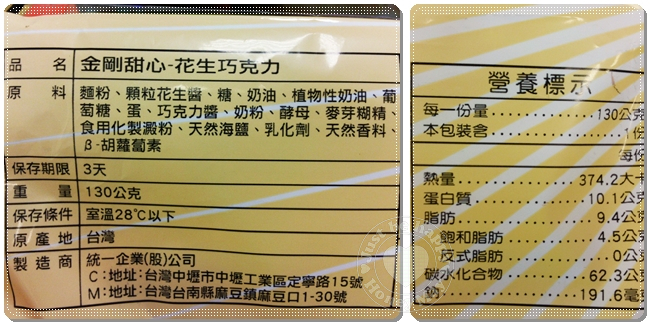 品名 金剛甜心-花生巧克力
原料 麵粉、顆粒花生醬、糖、奶油、植物性奶油、葡
萄糖、蛋、巧克力醬、奶粉、酵母、麥芽糊精、
食用化製澱粉、天然海鹽、乳化劑、天然香料、
β-胡蘿蔔素
保存期限 3天
重量 130公克
保存條件 室溫28℃以下
原產地 台灣
製造商 統一企業(股)公司
C:地址:台灣中壢市中壢工業區定寧路15號
M:地址:台灣台南縣麻豆鎮麻豆口1-30號
營養標示
每一份量............130公克
本包裝含............1份
每份
熱量............374.2大卡
蛋白質............10.1公克
脂肪............9.4公克
飽和脂肪............4.5公克
反式脂肪............0公克
碳水化合物............62.3公克
鈉............191.6毫克